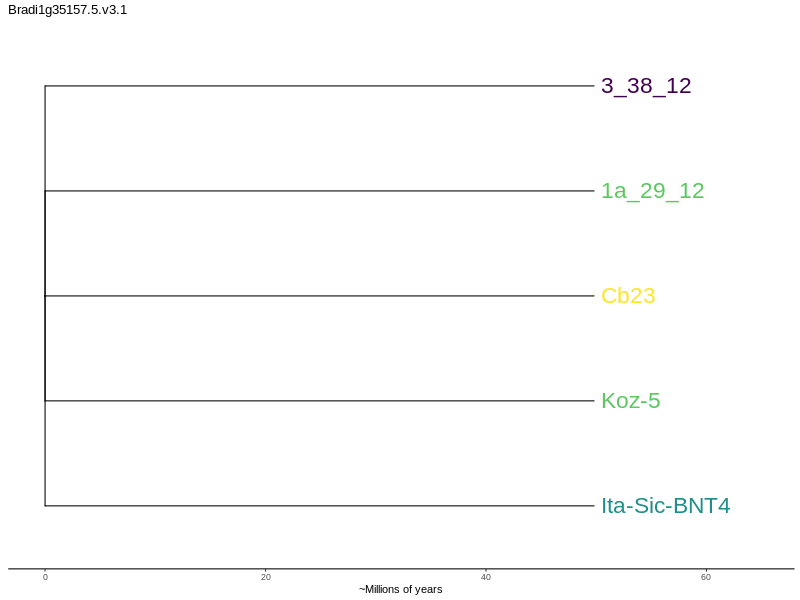 Bradi1g35157.5.v3.1
3_38_12
1a_29_12
Cb23
Koz-5
Ita-Sic-BNT4
0 20 40 60
~Millions of years